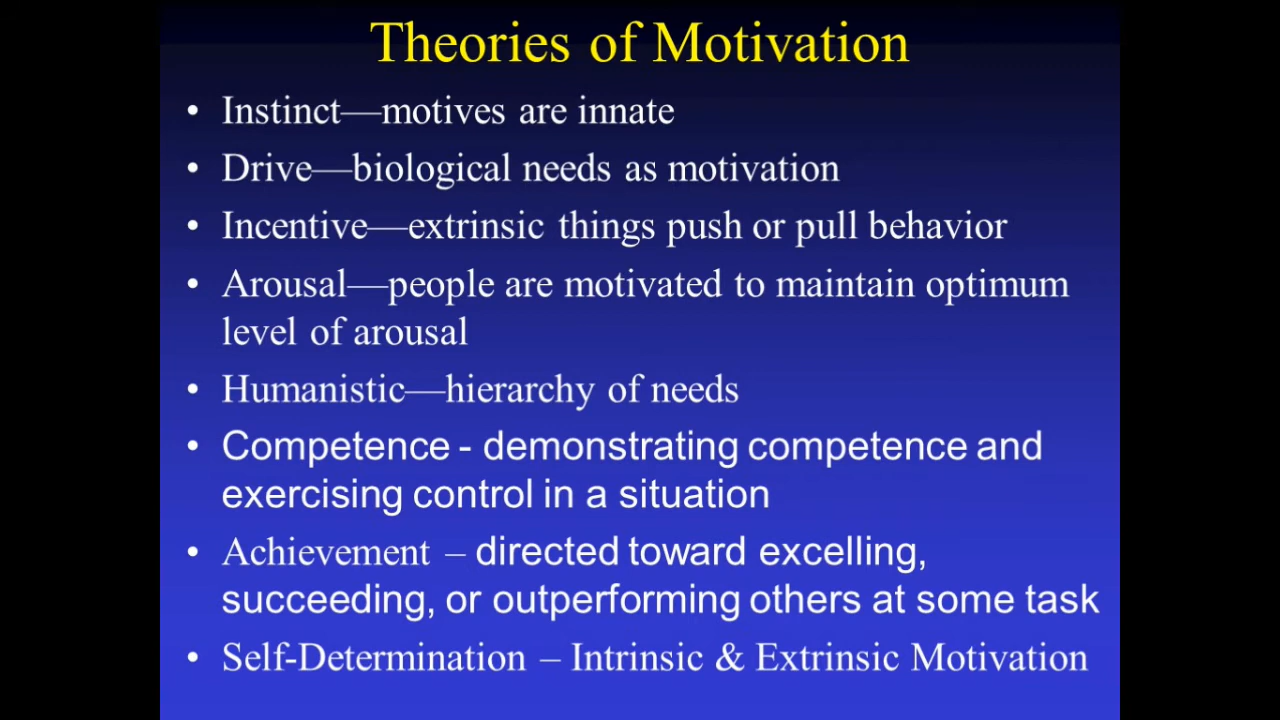 Theories of Motivation
• Instinct—motives are innate
• Drive—biological needs as motivation
• Incentive—extrinsic things push or pull behavior
• Arousal—people are motivated to maintain optimum
level of arousal
• Humanistic—hierarchy of needs
• Competence - demonstrating competence and
exercising control in a situation
• Achievement – directed toward excelling,
succeeding, or outperforming others at some task
• Self-Determination – Intrinsic & Extrinsic Motivation